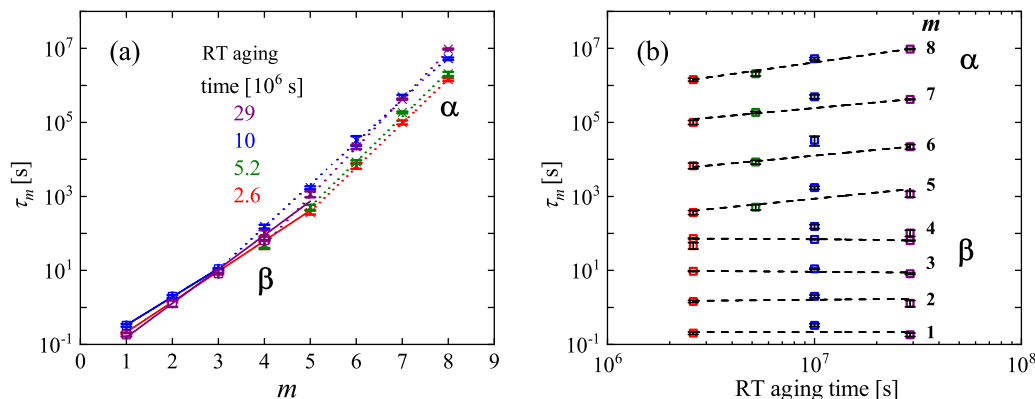 (a)
RT aging
time [10⁶ s]
29
10
5.2
2.6
α
β
τₘ [s]
10⁷
10⁵
10³
10¹
10⁻¹
0 1 2 3 4 5 6 7 8 9
m
(b)
m
α
8
7
6
5
4
β
3
2
1
τₘ [s]
10⁷
10⁵
10³
10¹
10⁻¹
10⁶ 10⁷ 10⁸
RT aging time [s]